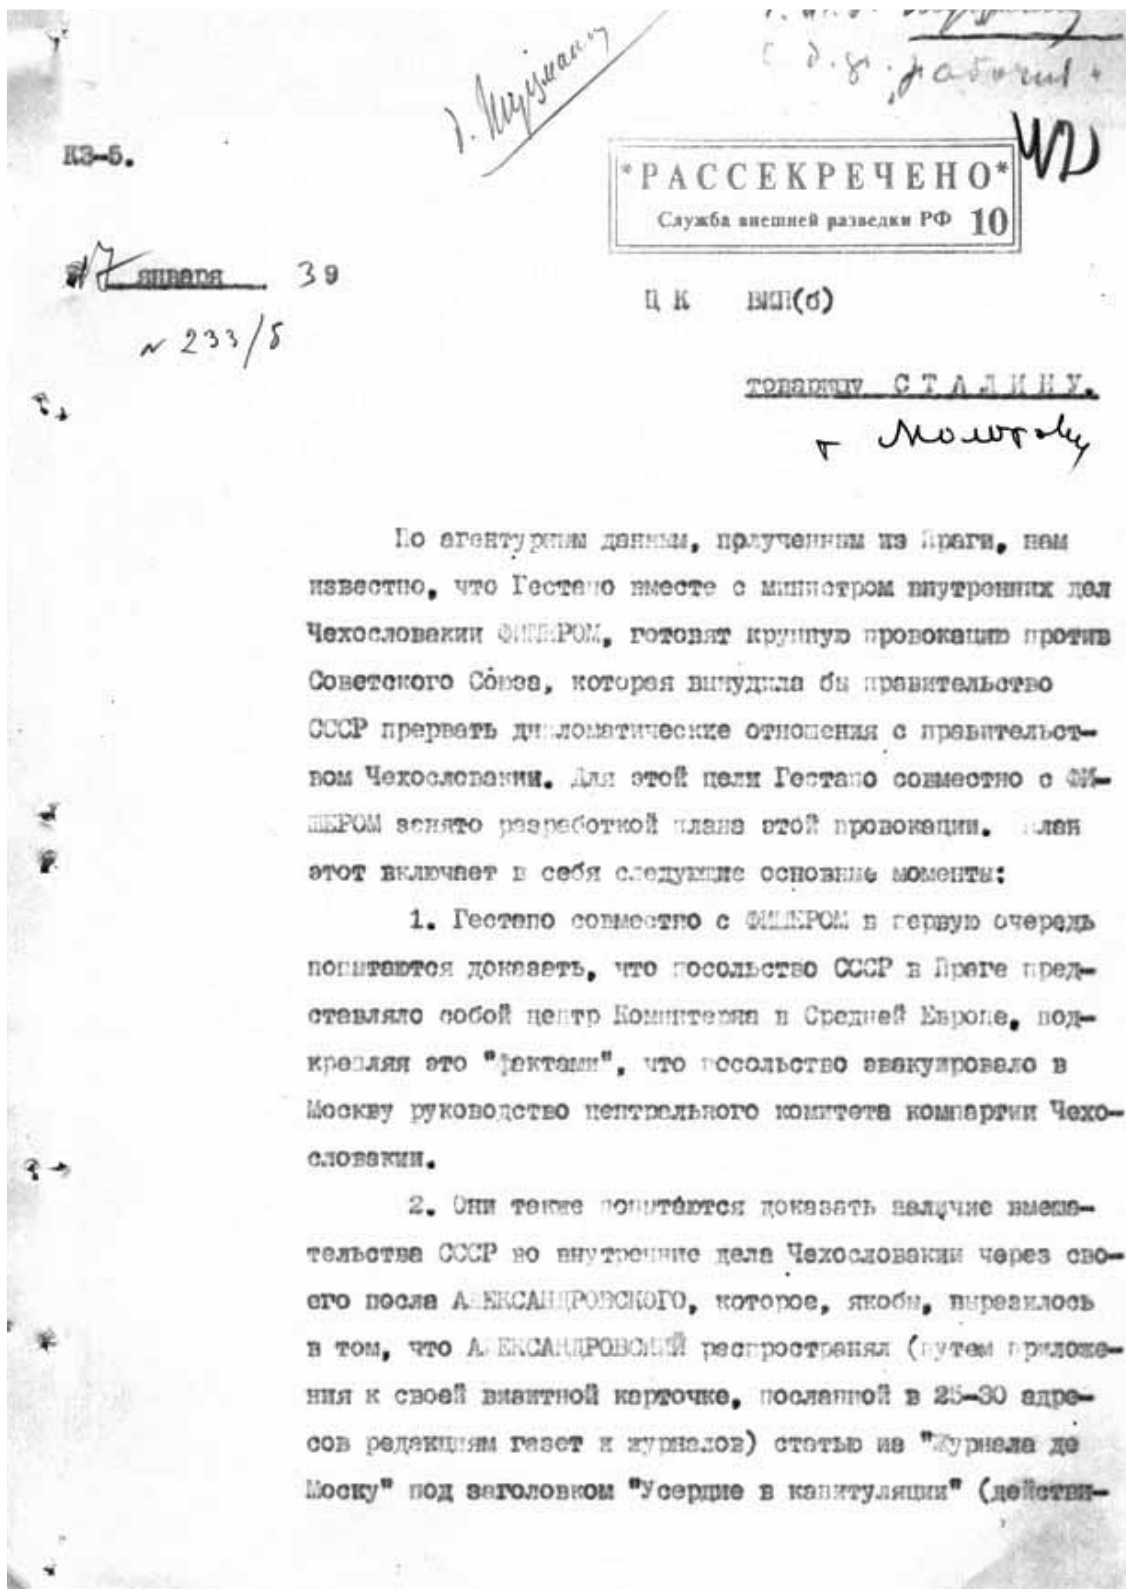 "рабочий"
КЗ-5.
*РАССЕКРЕЧЕНО*
Служба внешней разведки РФ 10
17 января 39
ЦК ВКП(б)
N 233/б
товарищу СТАЛИНУ.
т Молотову
По агентурным данным, полученным из Праги, нам
известно, что Гестапо вместе с министром внутренних дел
Чехословакии ФИШЕРОМ, готовят крупную провокацию против
Советского Союза, которая вынудила бы правительство
СССР прервать дипломатические отношения с правительст-
вом Чехословакии. Для этой цели Гестапо совместно с ФИ-
ШЕРОМ занято разработкой плана этой провокации. План
этот включает в себя следующие основные моменты:
1. Гестапо совместно с ФИШЕРОМ в первую очередь
попытаются доказать, что посольство СССР в Праге пред-
ставляло собой центр Коминтерна в Средней Европе, под-
крепляя это "фактами", что посольство эвакуировало в
Москву руководство центрального комитета компартии Чехо-
словакии.
2. Они также попытаются доказать наличие вмеша-
тельства СССР во внутренние дела Чехословакии через сво-
его посла АЛЕКСАНДРОВСКОГО, которое, якобы, выразилось
в том, что АЛЕКСАНДРОВСКИЙ распространял (путем приложе-
ния к своей визитной карточке, посланной в 25-30 адре-
сов редакциям газет и журналов) статью из "Журнала де
Моску" под заголовком "Усердие в капитуляции" (действи-